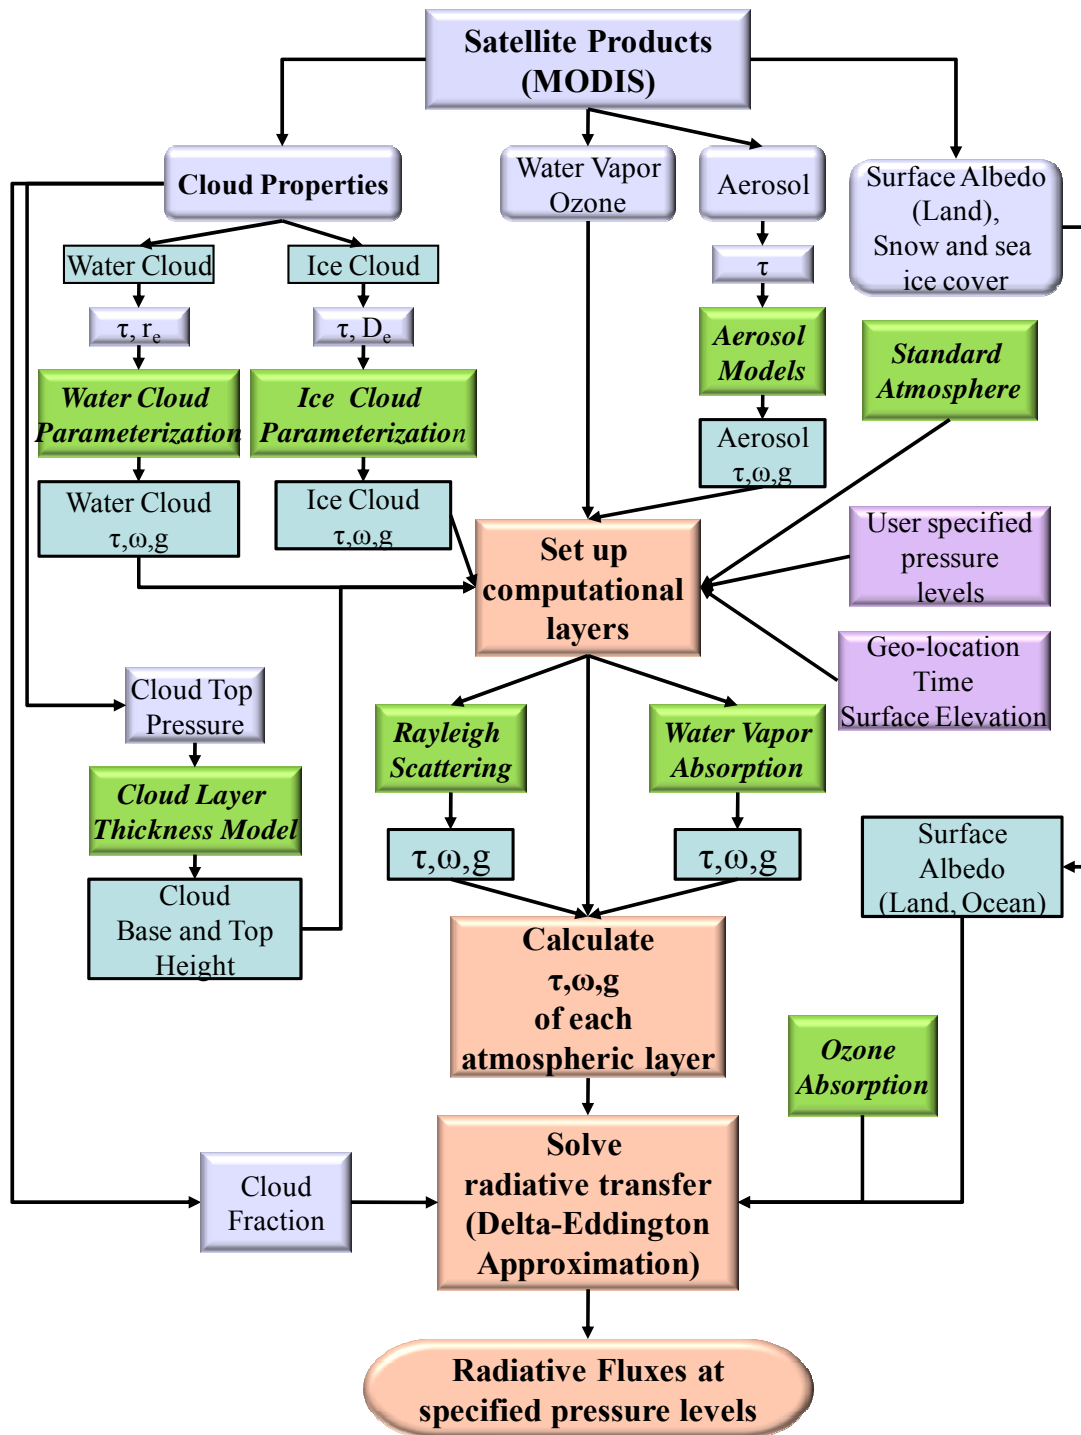 Satellite Products
(MODIS)
Cloud Properties
Water Vapor
Ozone
Aerosol
Surface Albedo
(Land),
Snow and sea
ice cover
Water Cloud
Ice Cloud
τ
τ, rₑ
τ, Dₑ
Aerosol
Models
Standard
Atmosphere
Water Cloud
Parameterization
Ice Cloud
Parameterization
Aerosol
τ,ω,g
Water Cloud
τ,ω,g
Ice Cloud
τ,ω,g
Set up
computational
layers
User specified
pressure
levels
Geo-location
Time
Surface Elevation
Cloud Top
Pressure
Rayleigh
Scattering
Water Vapor
Absorption
Cloud Layer
Thickness Model
τ,ω,g
τ,ω,g
Surface
Albedo
(Land, Ocean)
Cloud
Base and Top
Height
Calculate
τ,ω,g
of each
atmospheric layer
Ozone
Absorption
Cloud
Fraction
Solve
radiative transfer
(Delta-Eddington
Approximation)
Radiative Fluxes at
specified pressure levels